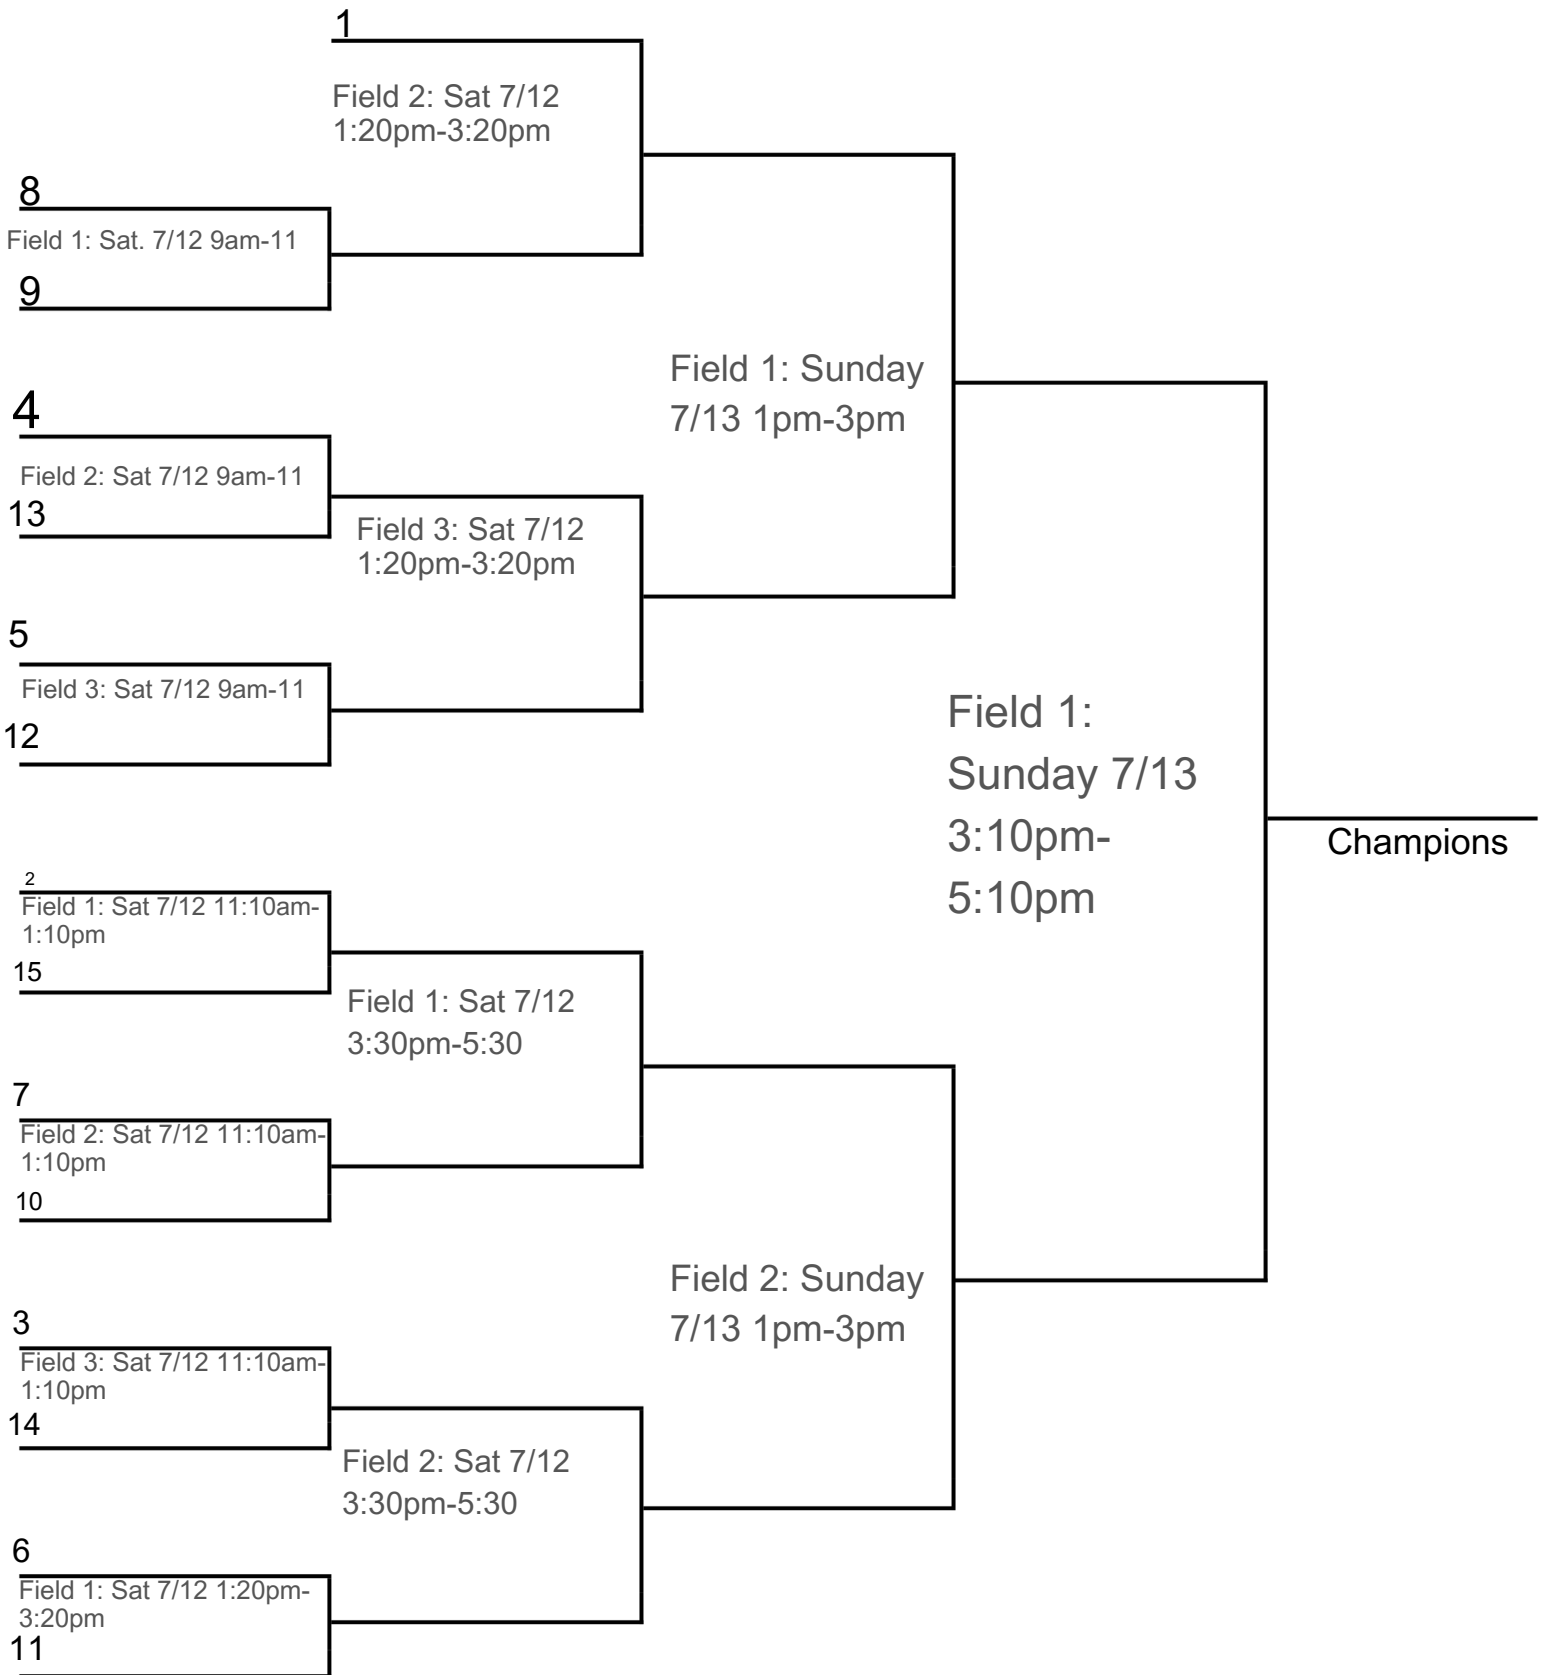 1
Field 2: Sat 7/12
1:20pm-3:20pm
8
Field 1: Sat. 7/12 9am-11
9
Field 1: Sunday
7/13 1pm-3pm
4
Field 2: Sat 7/12 9am-11
13
Field 3: Sat 7/12
1:20pm-3:20pm
5
Field 3: Sat 7/12 9am-11
12
Field 1:
Sunday 7/13
3:10pm-
5:10pm
Champions
2
Field 1: Sat 7/12 11:10am-
1:10pm
15
Field 1: Sat 7/12
3:30pm-5:30
7
Field 2: Sat 7/12 11:10am-
1:10pm
10
Field 2: Sunday
7/13 1pm-3pm
3
Field 3: Sat 7/12 11:10am-
1:10pm
14
Field 2: Sat 7/12
3:30pm-5:30
6
Field 1: Sat 7/12 1:20pm-
3:20pm
11